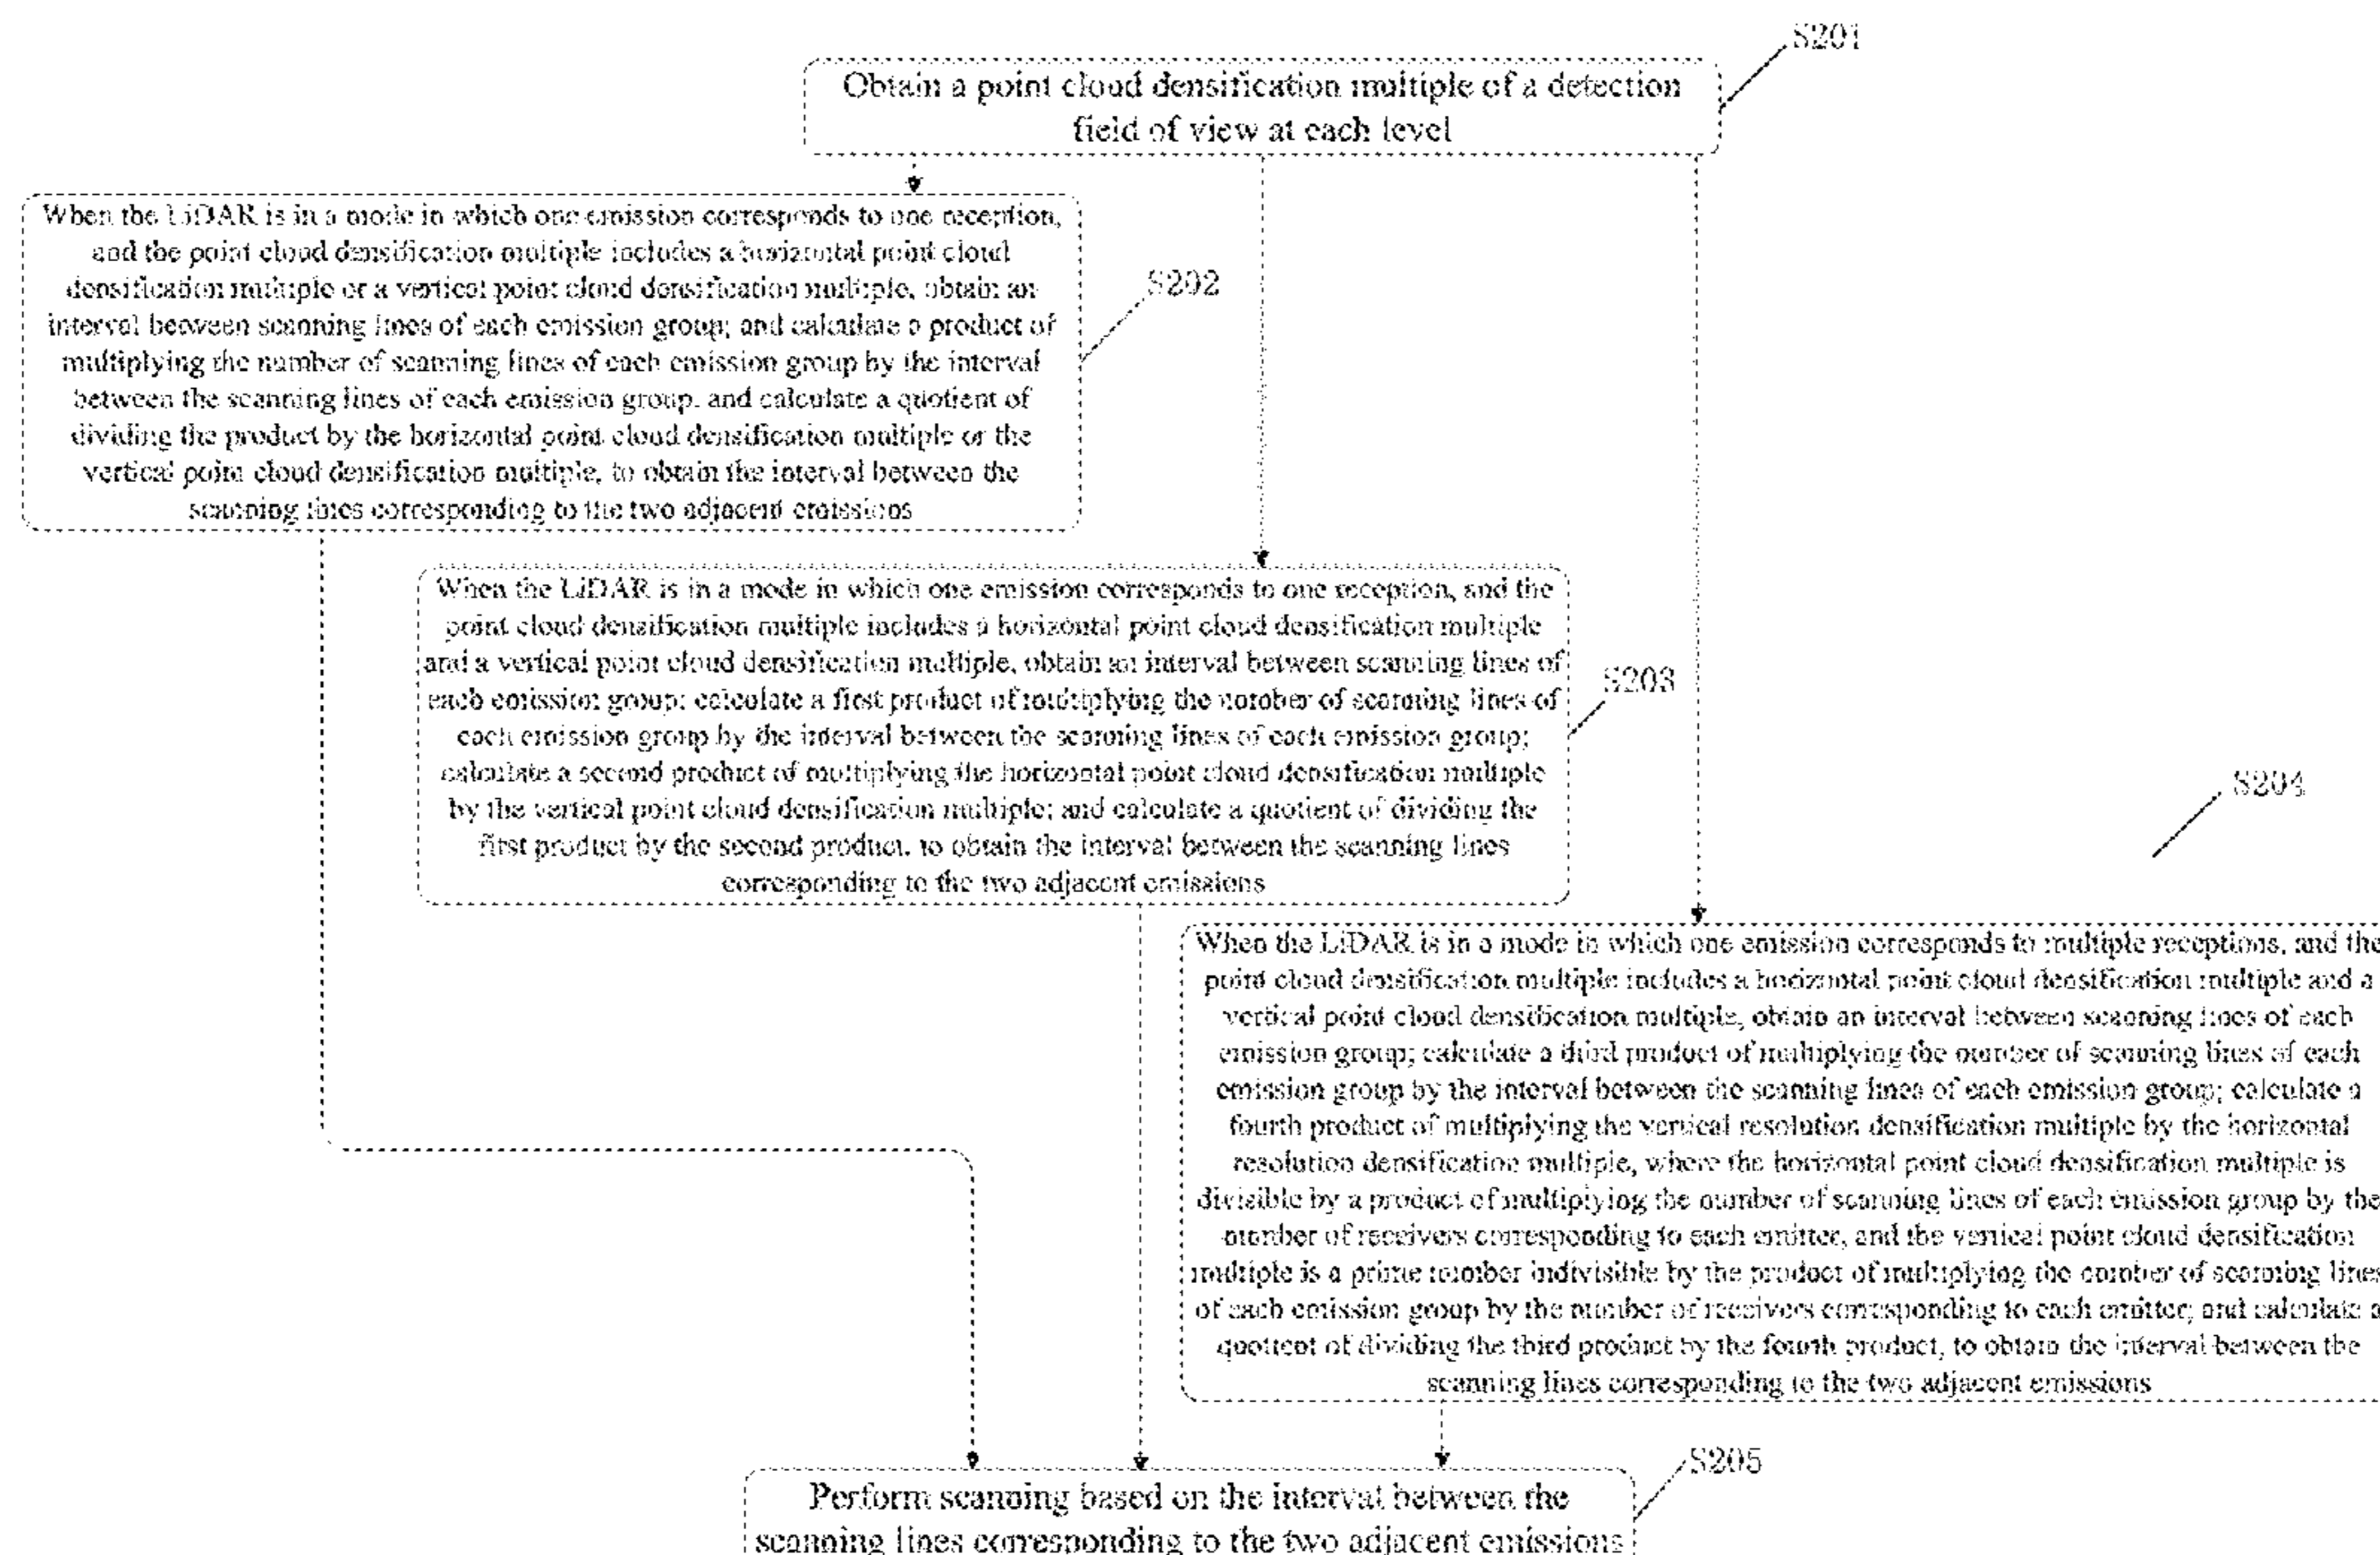 S201
Obtain a point cloud densification multiple of a detection
field of view at each level
When the LiDAR is in a mode in which one emission corresponds to one reception,
and the point cloud densification multiple includes a horizontal point cloud
densification multiple or a vertical point cloud densification multiple, obtain an
interval between scanning lines of each emission group; and calculate a product of
multiplying the number of scanning lines of each emission group by the interval
between the scanning lines of each emission group, and calculate a quotient of
dividing the product by the horizontal point cloud densification multiple or the
vertical point cloud densification multiple, to obtain the interval between the
scanning lines corresponding to the two adjacent emissions
S202
When the LiDAR is in a mode in which one emission corresponds to one reception, and the
point cloud densification multiple includes a horizontal point cloud densification multiple
and a vertical point cloud densification multiple, obtain an interval between scanning lines of
each emission group; calculate a first product of multiplying the number of scanning lines of
each emission group by the interval between the scanning lines of each emission group;
calculate a second product of multiplying the horizontal point cloud densification multiple
by the vertical point cloud densification multiple; and calculate a quotient of dividing the
first product by the second product, to obtain the interval between the scanning lines
corresponding to the two adjacent emissions
S203
S204
When the LiDAR is in a mode in which one emission corresponds to multiple receptions, and the
point cloud densification multiple includes a horizontal point cloud densification multiple and a
vertical point cloud densification multiple, obtain an interval between scanning lines of each
emission group; calculate a third product of multiplying the number of scanning lines of each
emission group by the interval between the scanning lines of each emission group; calculate a
fourth product of multiplying the vertical resolution densification multiple by the horizontal
resolution densification multiple, where the horizontal point cloud densification multiple is
divisible by a product of multiplying the number of scanning lines of each emission group by the
number of receivers corresponding to each emitter, and the vertical point cloud densification
multiple is a prime number indivisible by the product of multiplying the number of scanning lines
of each emission group by the number of receivers corresponding to each emitter; and calculate a
quotient of dividing the third product by the fourth product, to obtain the interval between the
scanning lines corresponding to the two adjacent emissions
S205
Perform scanning based on the interval between the
scanning lines corresponding to the two adjacent emissions